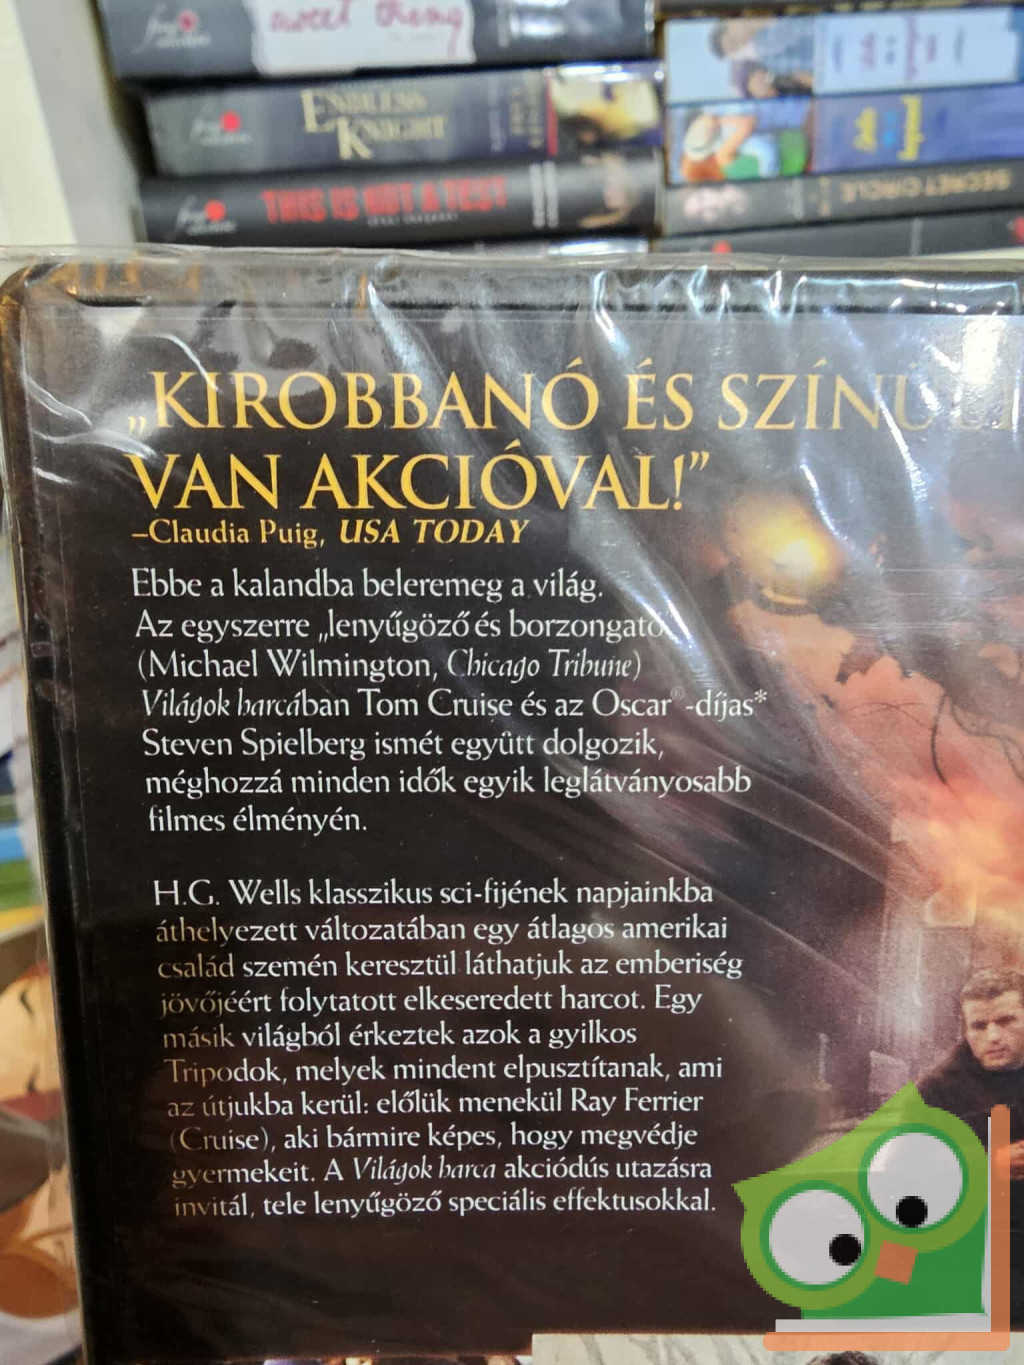 sweet thing
ENDLESS
KNIGHT
THIS IS NOT A TEST
SECRET CIRCLE
„KIROBBANÓ ÉS SZÍNÜLTIG
VAN AKCIÓVAL!”
–Claudia Puig, USA TODAY
Ebbe a kalandba beleremeg a világ.
Az egyszerre „lenyűgöző és borzongató”
(Michael Wilmington, Chicago Tribune)
Világok harcában Tom Cruise és az Oscar®-díjas*
Steven Spielberg ismét együtt dolgozik,
méghozzá minden idők egyik leglátványosabb
filmes élményén.
H.G. Wells klasszikus sci-fijének napjainkba
áthelyezett változatában egy átlagos amerikai
család szemén keresztül láthatjuk az emberiség
jövőjéért folytatott elkeseredett harcot. Egy
másik világból érkeztek azok a gyilkos
Tripodok, melyek mindent elpusztítanak, ami
az útjukba kerül: előlük menekül Ray Ferrier
(Cruise), aki bármire képes, hogy megvédje
gyermekeit. A Világok harca akciódús utazásra
invitál, tele lenyűgöző speciális effektusokkal.